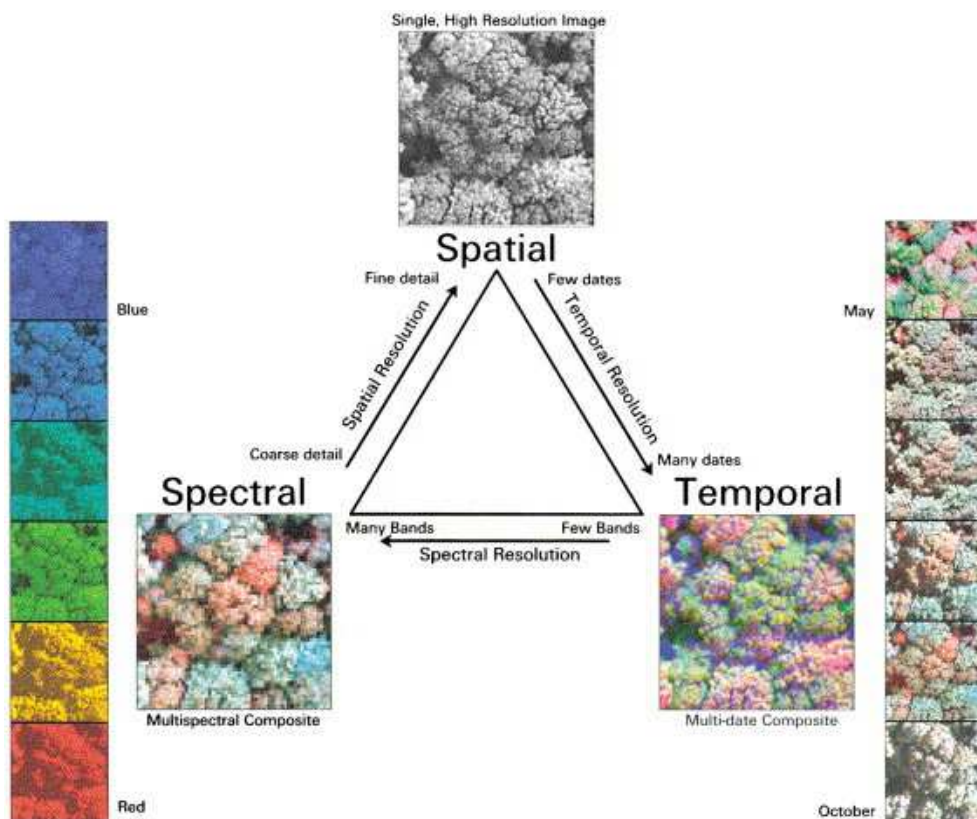 Single, High Resolution Image
Spatial
Fine detail
Few dates
Spatial Resolution
Temporal Resolution
Blue
May
Coarse detail
Many dates
Spectral
Temporal
Many Bands
Few Bands
Spectral Resolution
Multispectral Composite
Multi-date Composite
Red
October